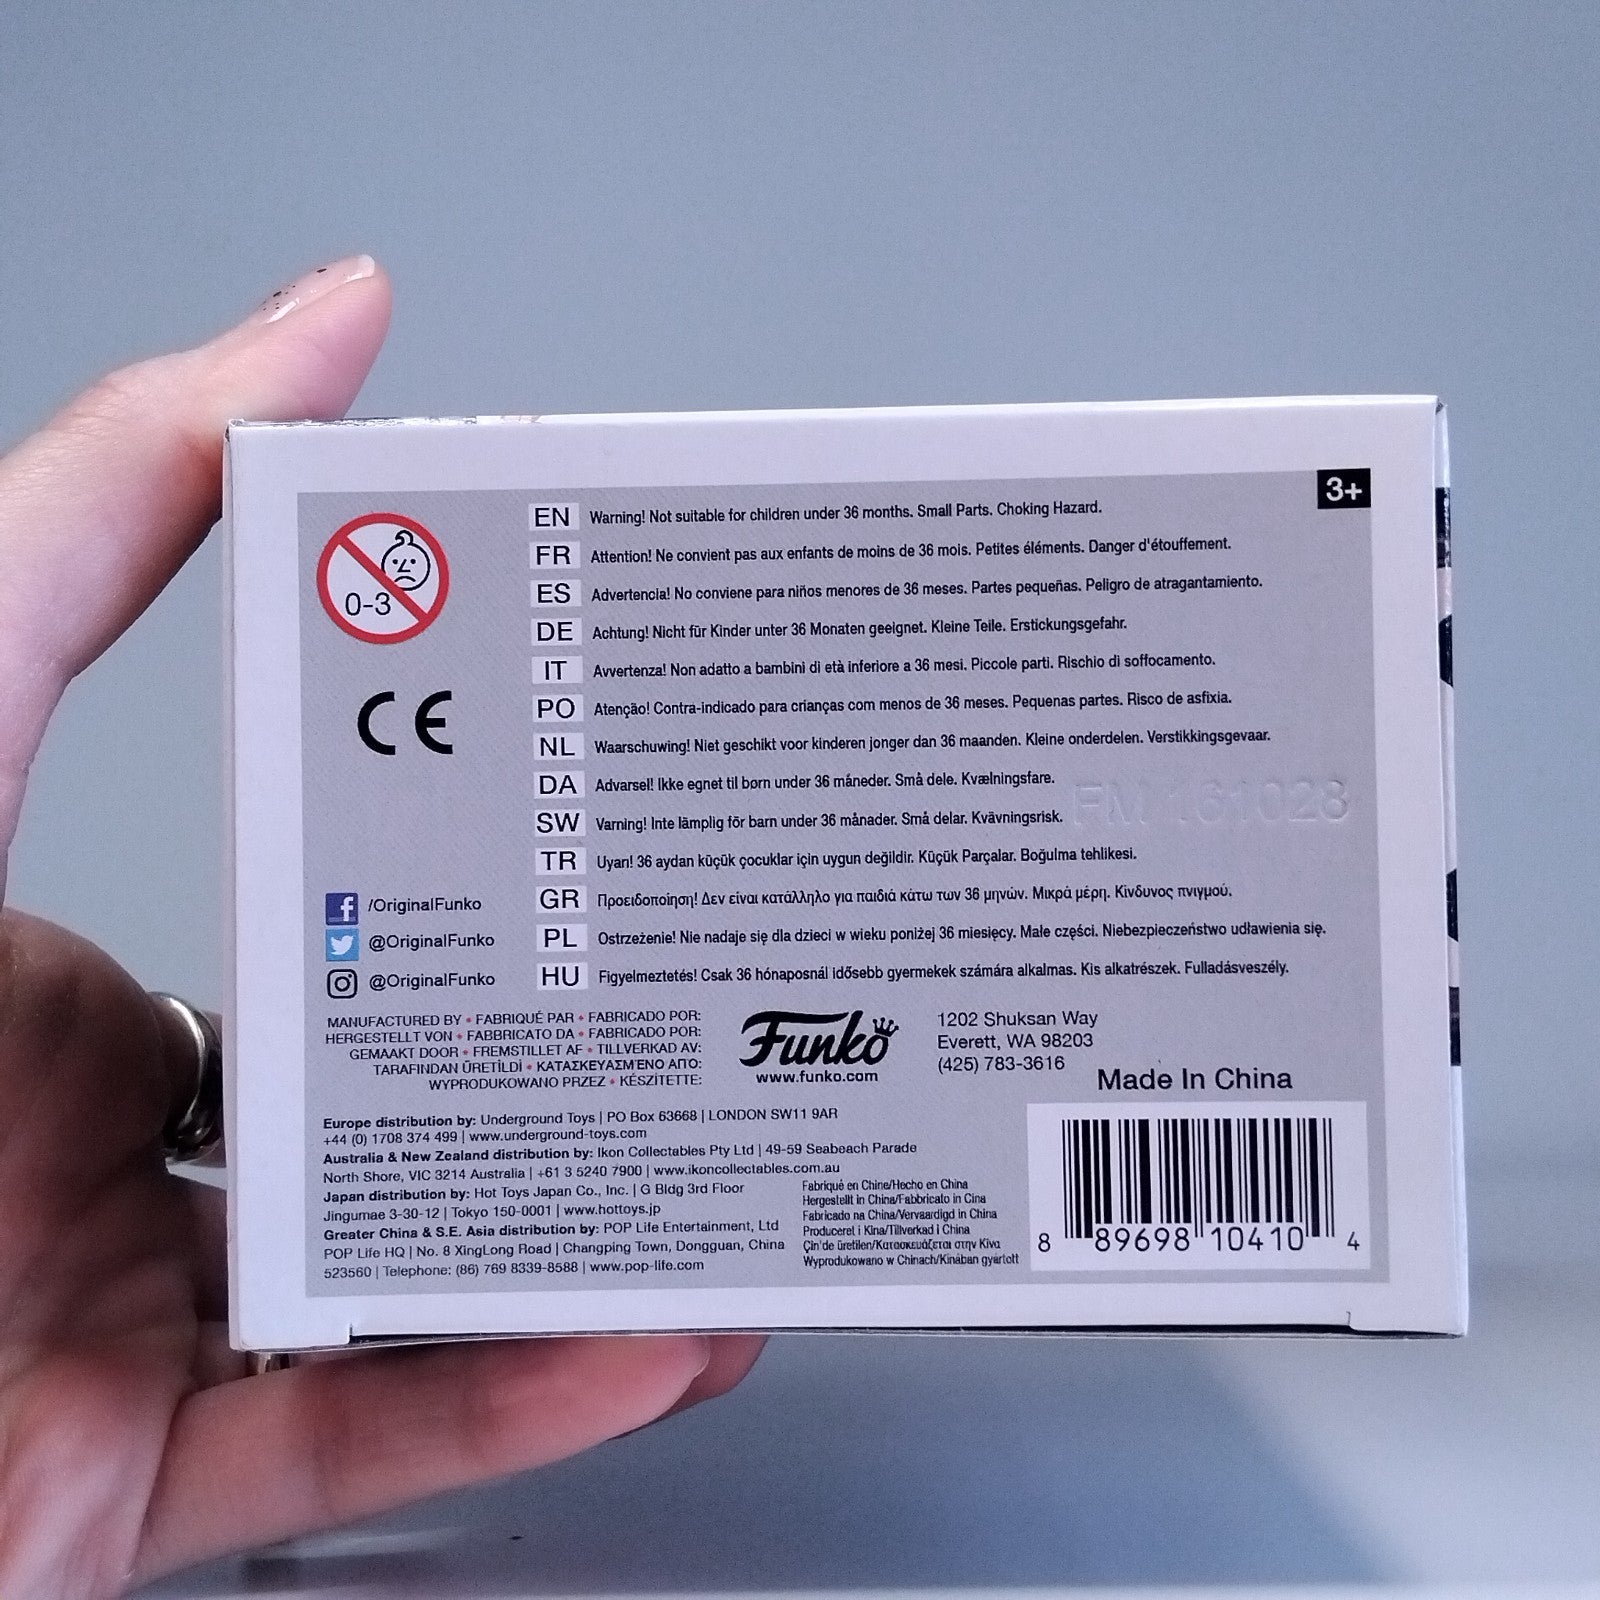 3+
0-3
EN Warning! Not suitable for children under 36 months. Small Parts. Choking Hazard.
FR Attention! Ne convient pas aux enfants de moins de 36 mois. Petites éléments. Danger d'étouffement.
ES Advertencia! No conviene para niños menores de 36 meses. Partes pequeñas. Peligro de atragantamiento.
DE Achtung! Nicht für Kinder unter 36 Monaten geeignet. Kleine Teile. Erstickungsgefahr.
IT Avvertenza! Non adatto a bambini di età inferiore a 36 mesi. Piccole parti. Rischio di soffocamento.
PO Atenção! Contra-indicado para crianças com menos de 36 meses. Pequenas partes. Risco de asfixia.
NL Waarschuwing! Niet geschikt voor kinderen jonger dan 36 maanden. Kleine onderdelen. Verstikkingsgevaar.
DA Advarsel! Ikke egnet til børn under 36 måneder. Små dele. Kvælningsfare.
SW Varning! Inte lämplig för barn under 36 månader. Små delar. Kvävningsrisk.
TR Uyarı! 36 aydan küçük çocuklar için uygun değildir. Küçük Parçalar. Boğulma tehlikesi.
GR Προειδοποίηση! Δεν είναι κατάλληλο για παιδιά κάτω των 36 μηνών. Μικρά μέρη. Κίνδυνος πνιγμού.
PL Ostrzeżenie! Nie nadaje się dla dzieci w wieku poniżej 36 miesięcy. Małe części. Niebezpieczeństwo udławienia się.
HU Figyelmeztetés! Csak 36 hónaposnál idősebb gyermekek számára alkalmas. Kis alkatrészek. Fulladásveszély.
FM 161028
CE
/OriginalFunko
@OriginalFunko
@OriginalFunko
MANUFACTURED BY • FABRIQUÉ PAR • FABRICADO POR:
HERGESTELLT VON • FABBRICATO DA • FABRICADO POR:
GEMAAKT DOOR • FREMSTILLET AF • TILLVERKAD AV:
TARAFINDAN ÜRETİLDİ • ΚΑΤΑΣΚΕΥΑΣΜΈΝΟ ΑΠΌ:
WYPRODUKOWANO PRZEZ • KÉSZÍTETTE:
Funko
www.funko.com
1202 Shuksan Way
Everett, WA 98203
(425) 783-3616
Made In China
Europe distribution by: Underground Toys | PO Box 63668 | LONDON SW11 9AR
+44 (0) 1708 374 499 | www.underground-toys.com
Australia & New Zealand distribution by: Ikon Collectables Pty Ltd | 49-59 Seabeach Parade
North Shore, VIC 3214 Australia | +61 3 5240 7900 | www.ikoncollectables.com.au
Japan distribution by: Hot Toys Japan Co., Inc. | G Bldg 3rd Floor
Jingumae 3-30-12 | Tokyo 150-0001 | www.hottoys.jp
Greater China & S.E. Asia distribution by: POP Life Entertainment, Ltd
POP Life HQ | No. 8 XingLong Road | Changping Town, Dongguan, China
523560 | Telephone: (86) 769 8339-8588 | www.pop-life.com
Fabriqué en Chine/Hecho en China
Hergestellt in China/Fabbricato in Cina
Fabricado na China/Vervaardigd in China
Produceret i Kina/Tillverkad i China
Çin'de üretilen/Κατασκευάζεται στην Κίνα
Wyprodukowano w Chinach/Kínában gyártott
8 89698 10410 4